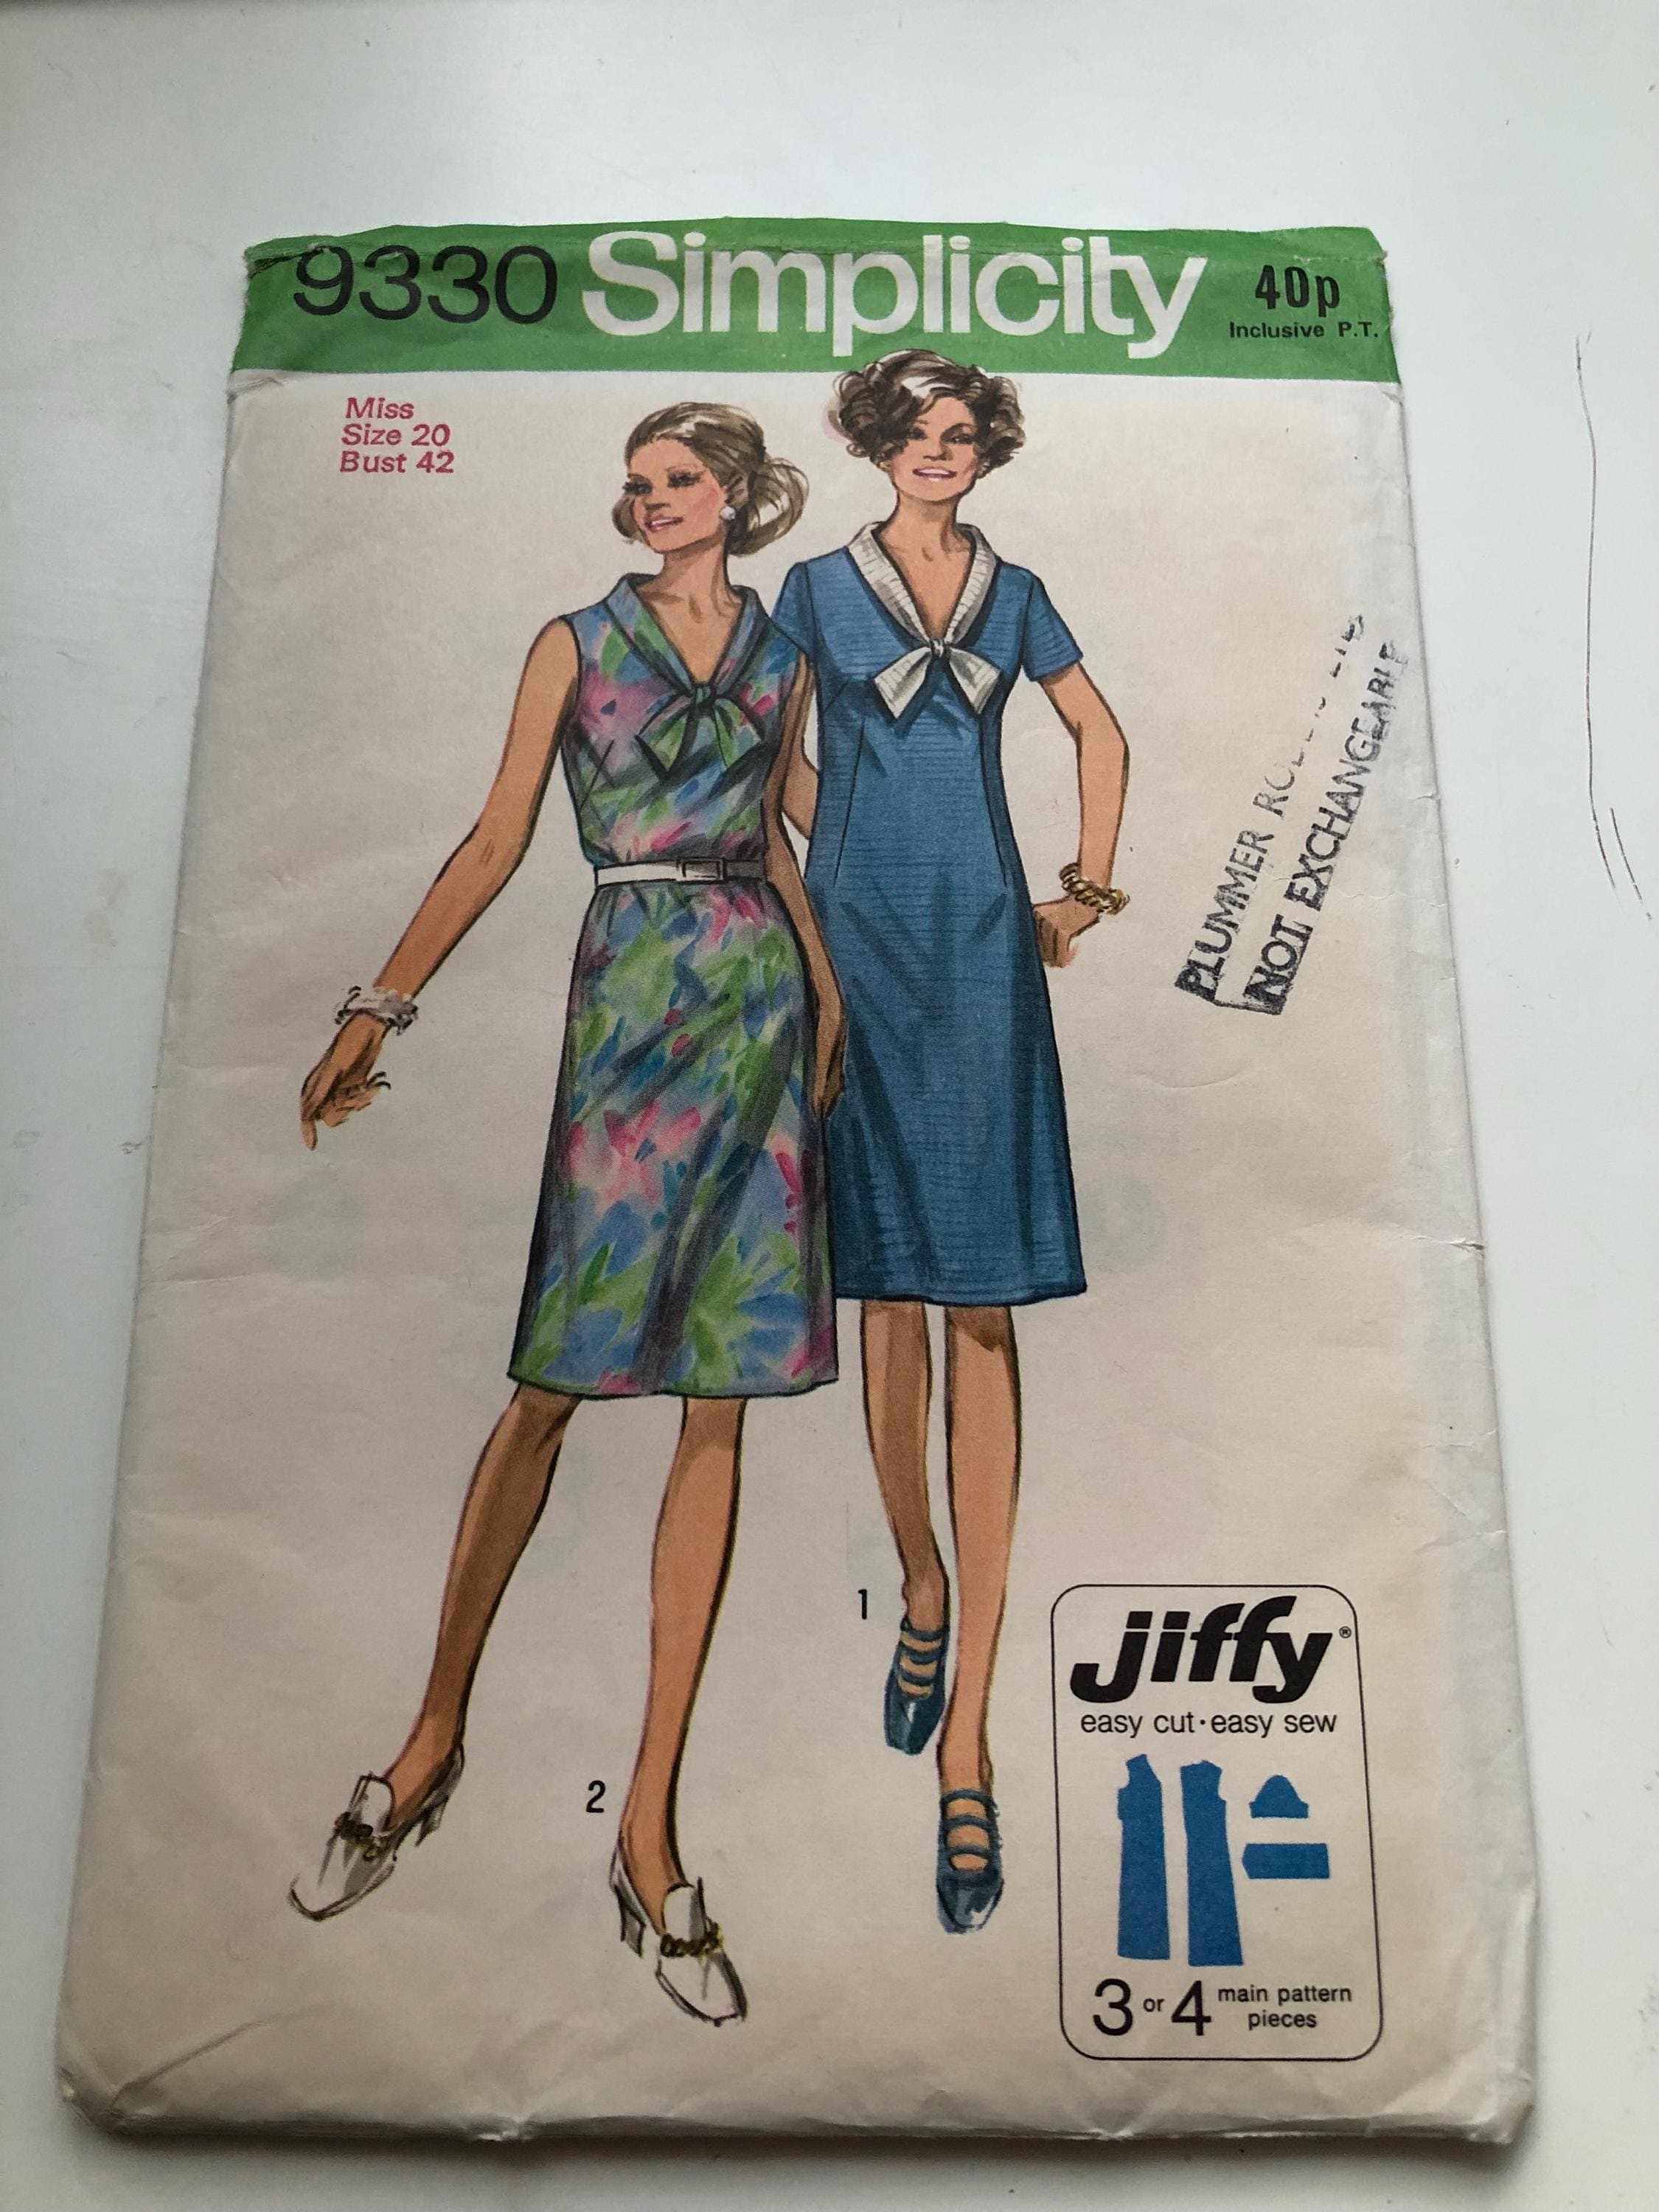 9330 Simplicity 40p
Inclusive P.T.
Miss
Size 20
Bust 42
PLUMMER
NOT EXCHANGEABLE
1
2
jiffy®
easy cut·easy sew
3 or 4 main pattern
pieces